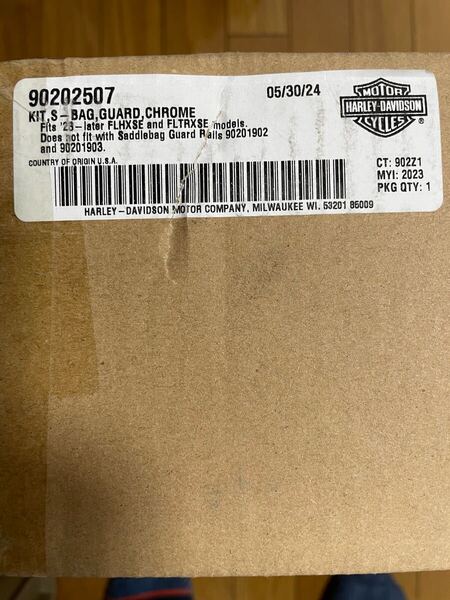 90202507
05/30/24
KIT,S-BAG,GUARD,CHROME
Fits '23-later FLHXSE and FLTRXSE models.
Does not fit with Saddlebag Guard Rails 90201902
and 90201903.
COUNTRY OF ORIGIN U.S.A.
MOTOR
HARLEY-DAVIDSON
CYCLES
®
CT: 902Z1
MYI: 2023
PKG QTY: 1
HARLEY-DAVIDSON MOTOR COMPANY, MILWAUKEE WI. 53201 B5009